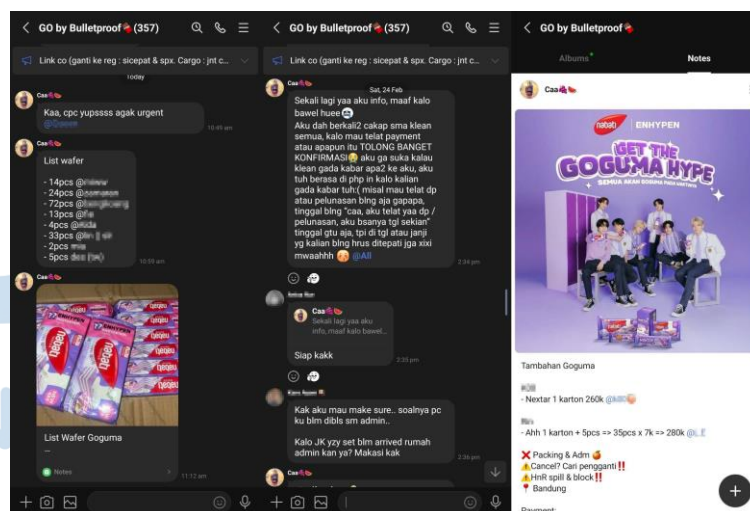 GO by Bulletproof (357)
Link co (ganti ke reg : sicepat & spx. Cargo : jnt c...
Today
Caa
Kaa, cpc yupssss agak urgent
10:45 am
Caa
List wafer
- 14pcs
- 24pcs
- 72pcs
- 13pcs
- 4pcs
- 33pcs
- 2pcs
- 5pcs
10:55 am
Caa
nabati
ENHYPEN
List Wafer Goguma
...
Notes
11:12 am
GO by Bulletproof (357)
Link co (ganti ke reg : sicepat & spx. Cargo : jnt c...
Sat, 24 Feb
Caa
Sekali lagi yaa aku info, maaf kalo
bawel huee
Aku dah berkali2 cakap sma klean
semua, kalo mau telat payment
atau apapun itu TOLONG BANGET
KONFIRMASI aku ga suka kalau
klean gada kabar apa2 ke aku, aku
tuh berasa di php in kalo kalian
gada kabar tuh:( misal mau telat dp
atau pelunasan blng aja gapapa,
tinggal blng "caa, aku telat yaa dp /
pelunasan, aku bsanya tgl sekian"
tinggal gtu aja, tpi di tgl atau janji
yg kalian blng hrus ditepati jga xixi
mwaahhh @All
2:34 pm
Caa
Sekali lagi yaa aku
info, maaf kalo bawel...
Siap kakk
2:35 pm
Kak aku mau make sure.. soalnya pc
ku blm dibls sm admin..
Kalo JK yzy set blm arrived rumah
admin kan ya? Makasi kak
2:36 pm
Caa
GO by Bulletproof
Albums
Notes
Caa
nabati
ENHYPEN
GET THE
GOGUMA HYPE
SEMUA AKAN GOGUMA PADA WAKTUNYA
Tambahan Goguma
- Nextar 1 karton 260k
- Ahh 1 karton + 5pcs => 35pcs x 7k => 280k
Packing & Adm
Cancel? Cari pengganti
HnR spill & block
Bandung
Payment: